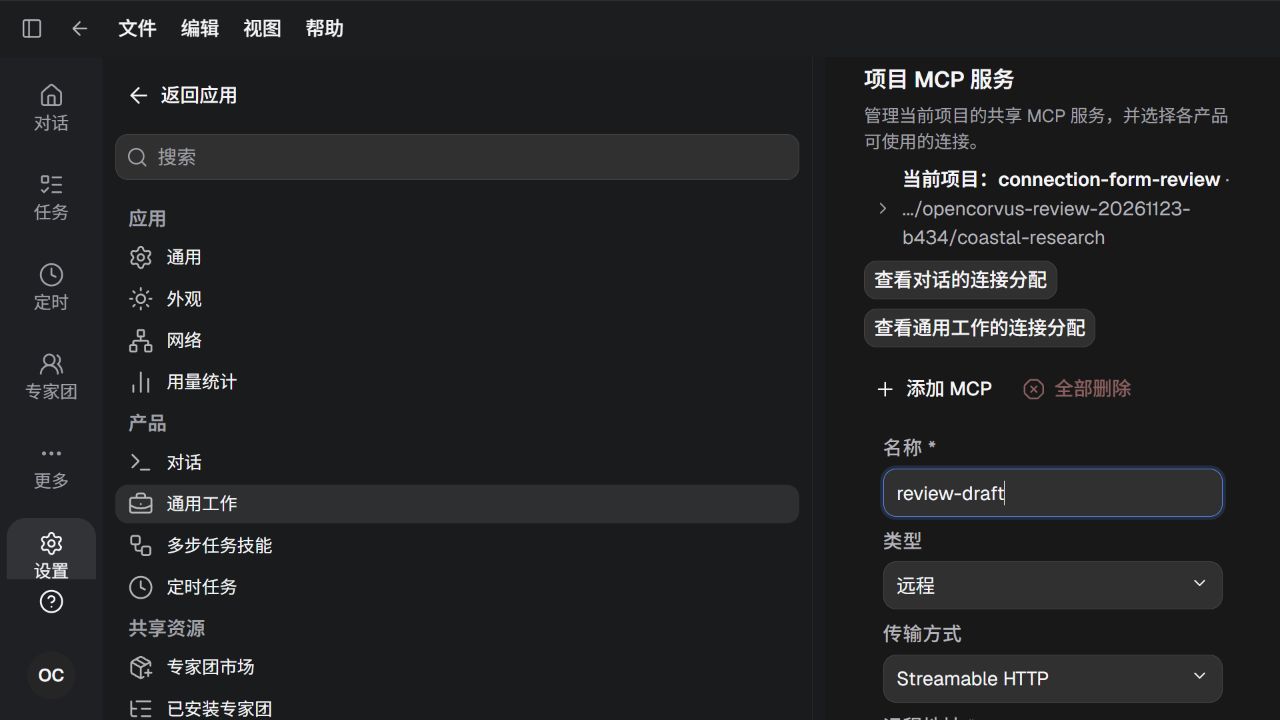 文件 编辑 视图 帮助
对话
任务
定时
专家团
更多
设置
OC
返回应用
搜索
应用
通用
外观
网络
用量统计
产品
对话
通用工作
多步任务技能
定时任务
共享资源
专家团市场
已安装专家团
项目 MCP 服务
管理当前项目的共享 MCP 服务，并选择各产品
可使用的连接。
当前项目：connection-form-review ·
.../opencorvus-review-20261123-
b434/coastal-research
查看对话的连接分配
查看通用工作的连接分配
添加 MCP 全部删除
名称 *
review-draft
类型
远程
传输方式
Streamable HTTP